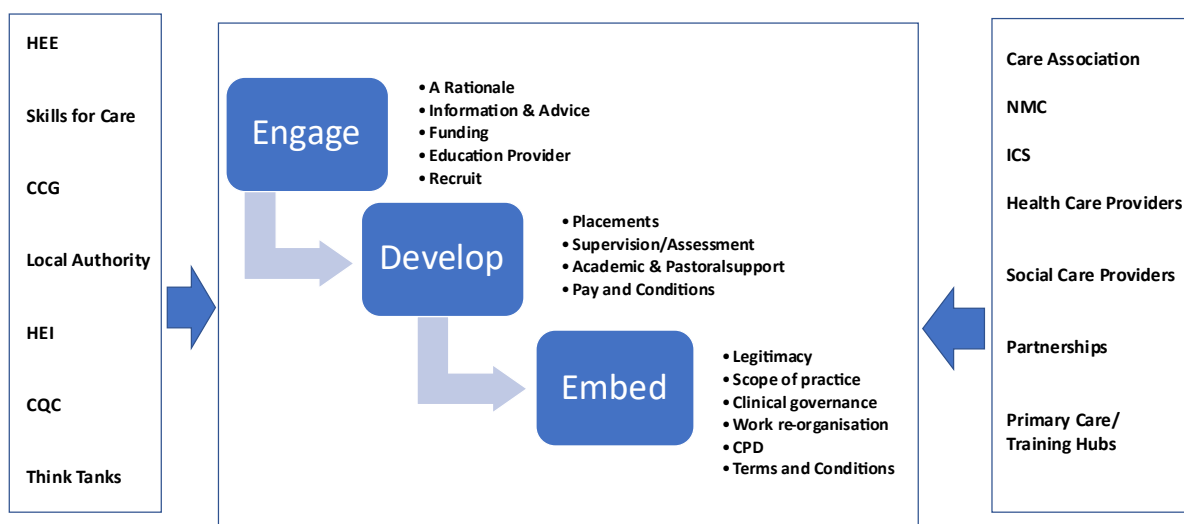 HEE
Skills for Care
CCG
Local Authority
HEI
CQC
Think Tanks
Engage
• A Rationale
• Information & Advice
• Funding
• Education Provider
• Recruit
Develop
• Placements
• Supervision/Assessment
• Academic & Pastoralsupport
• Pay and Conditions
Embed
• Legitimacy
• Scope of practice
• Clinical governance
• Work re-organisation
• CPD
• Terms and Conditions
Care Association
NMC
ICS
Health Care Providers
Social Care Providers
Partnerships
Primary Care/
Training Hubs